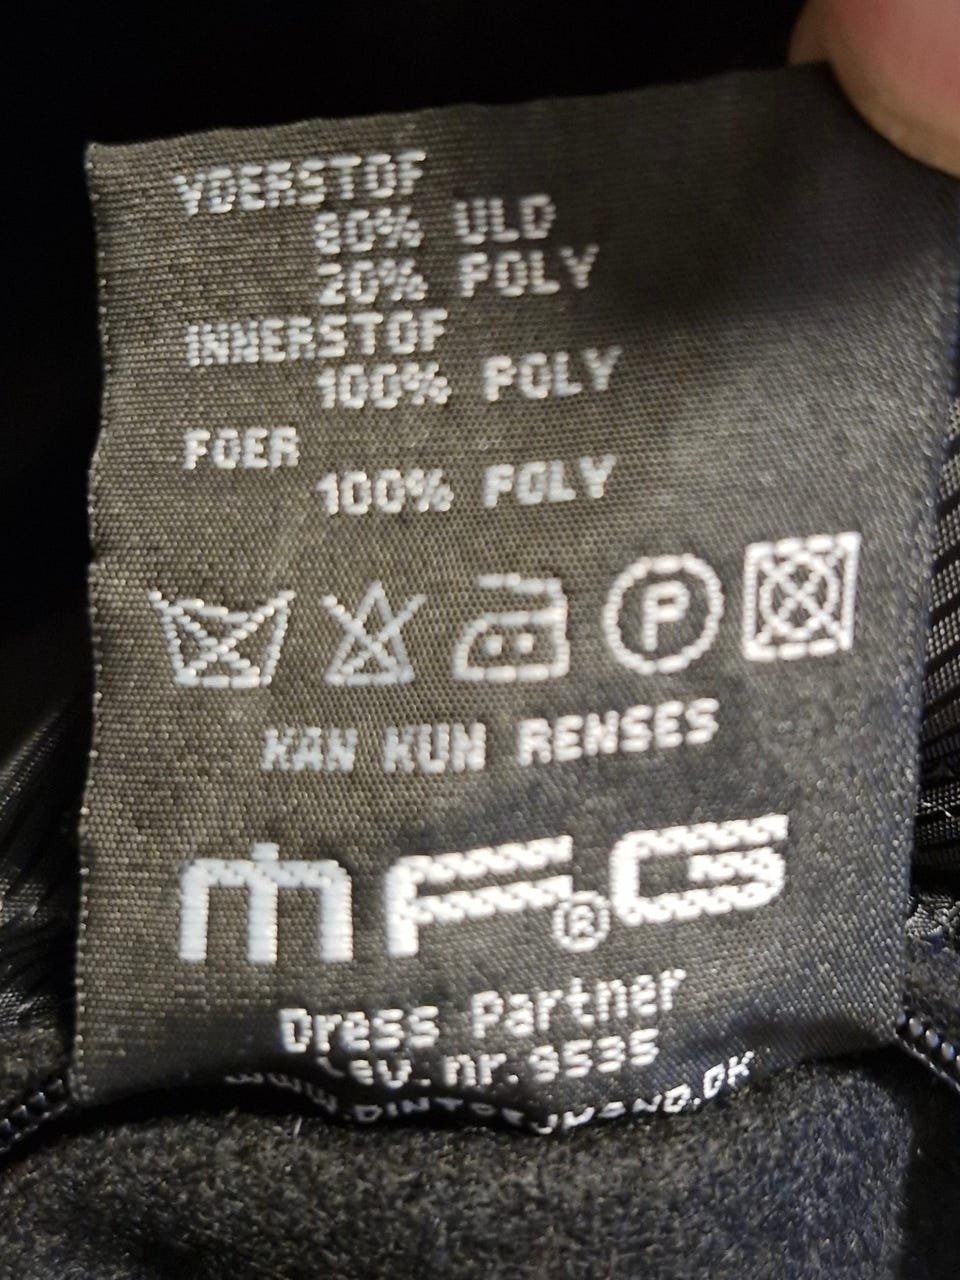 YDERSTOF
80% ULD
20% POLY
INNERSTOF
100% POLY
FOER
100% POLY
P
KAN KUN RENSES
MFG®
Dress Partner
Lev. nr. 9535